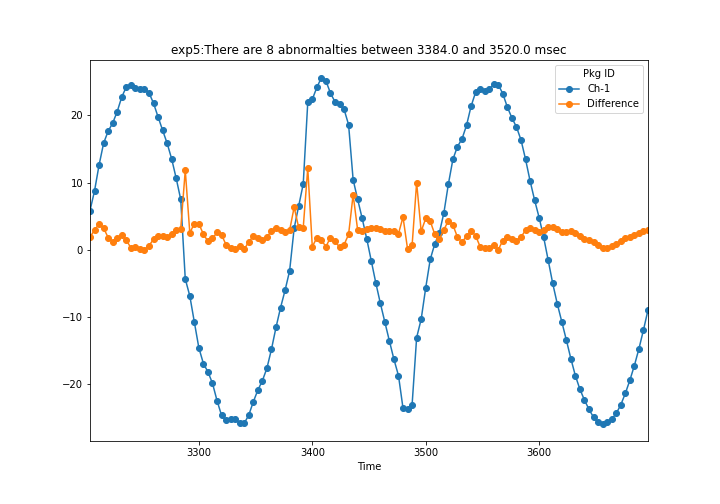 exp5:There are 8 abnormalties between 3384.0 and 3520.0 msec
Pkg ID
Ch-1
Difference
20
10
0
−10
−20
3300
3400
3500
3600
Time